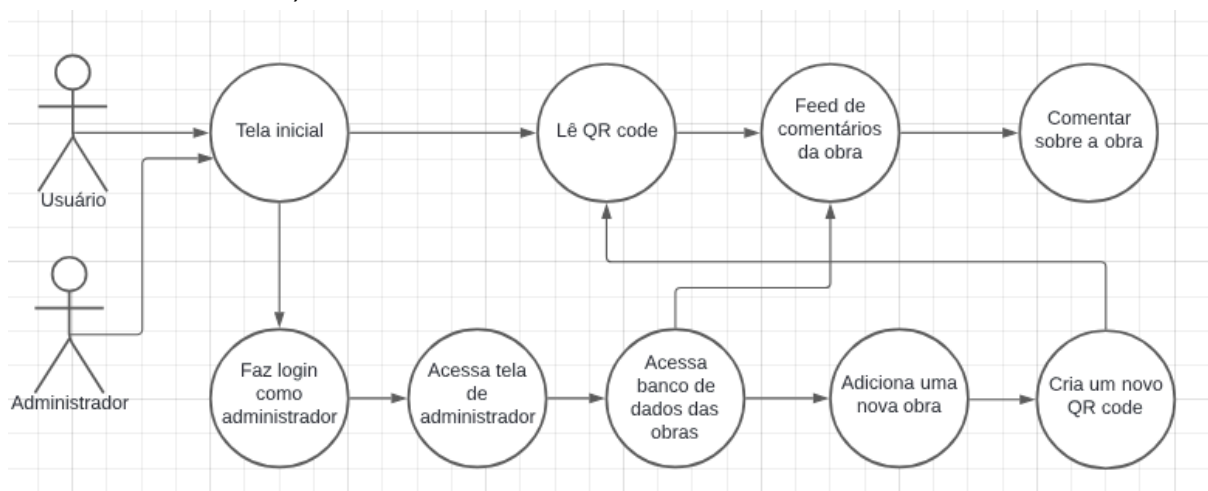 Tela inicial
Lê QR code
Feed de
comentários
da obra
Comentar
sobre a obra
Usuário
Administrador
Faz login
como
administrador
Acessa tela
de
administrador
Acessa
banco de
dados das
obras
Adiciona uma
nova obra
Cria um novo
QR code